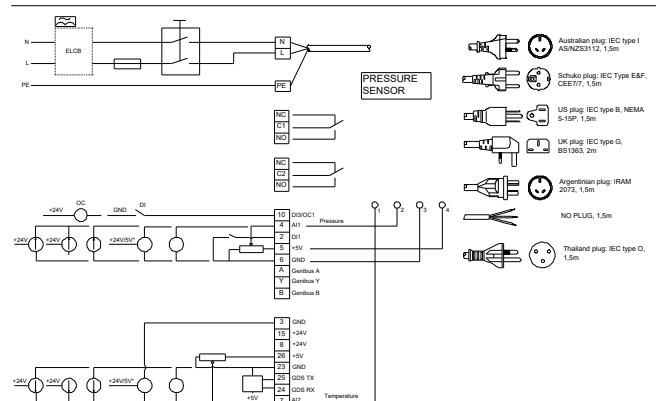 N
L
PE
ELCB
N
L
PE
PRESSURE
SENSOR
NC
C1
NO
NC
C2
NO
+24V
OC
GND
DI
10 DI3/OC1
4 AI1 Pressure
2 DI1
5 +5V
6 GND
A Genibus A
Y Genibus Y
B Genibus B
+24V
+24V
+24V/5V*
1
2
3
4
3 GND
15 +24V
8 +24V
26 +5V
23 GND
25 GDS TX
24 GDS RX
7 AI2 Temperature
+24V
+24V
+24V/5V*
+5V
Australian plug: IEC type I
AS/NZS3112, 1,5m
Schuko plug: IEC Type E&F,
CEE7/7, 1,5m
US plug: IEC type B, NEMA
5-15P, 1,5m
UK plug: IEC type G,
BS1363, 2m
Argentinian plug: IRAM
2073, 1,5m
NO PLUG, 1,5m
Thailand plug: IEC type O,
1,5m